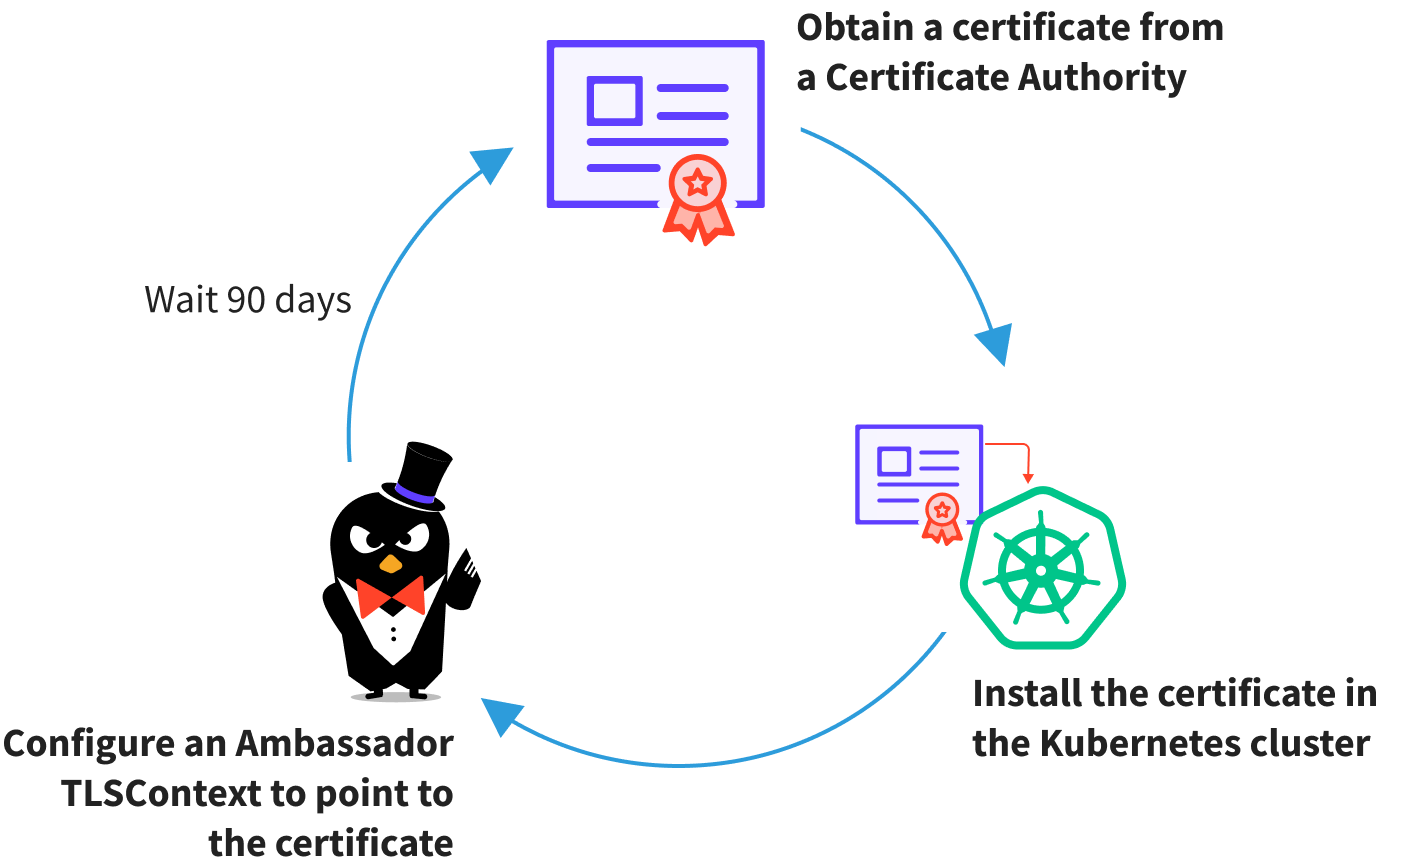 Obtain a certificate from
a Certificate Authority
Wait 90 days
Install the certificate in
the Kubernetes cluster
Configure an Ambassador
TLSContext to point to
the certificate